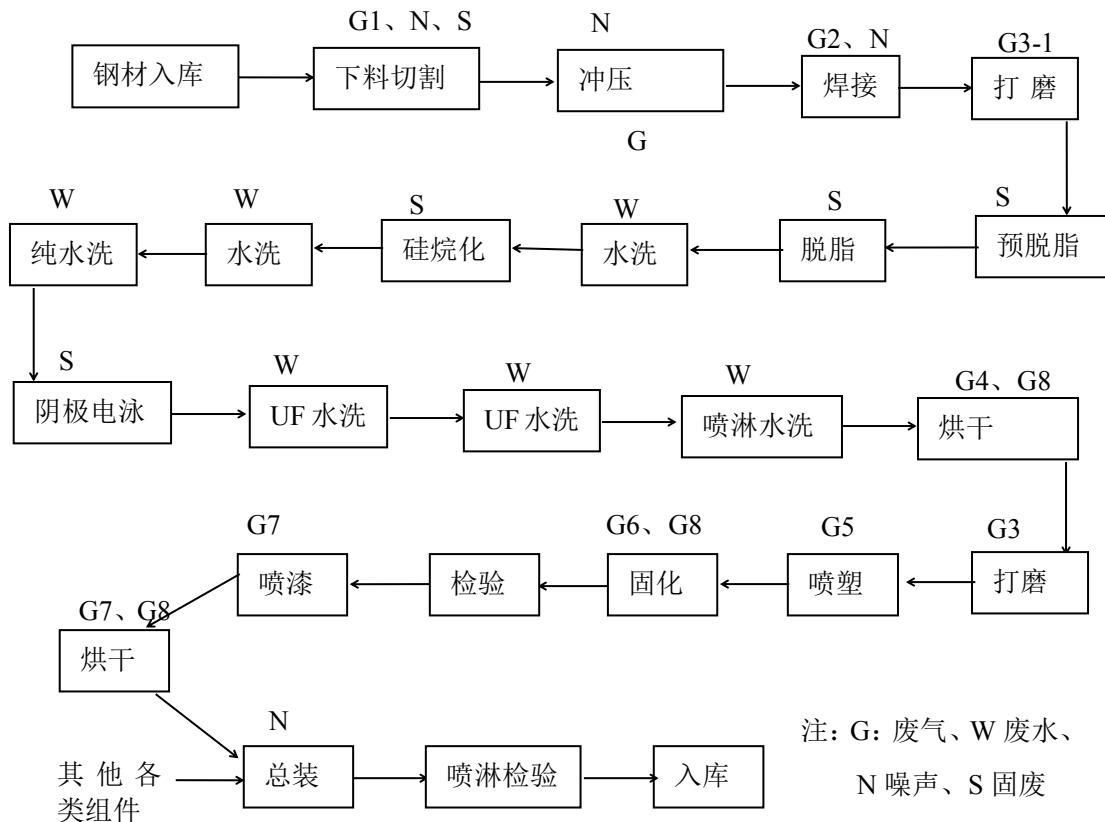 G1、N、S
N
G2、N
G3-1
钢材入库
下料切割
冲压
焊接
打 磨
G
W
W
S
W
S
S
纯水洗
水洗
硅烷化
水洗
脱脂
预脱脂
S
W
W
W
G4、G8
阴极电泳
UF 水洗
UF 水洗
喷淋水洗
烘干
G7
G6、G8
G5
G3
喷漆
检验
固化
喷塑
打磨
G7、G8
烘干
N
注：G：废气、W 废水、
N 噪声、S 固废
其 他 各
类组件
总装
喷淋检验
入库